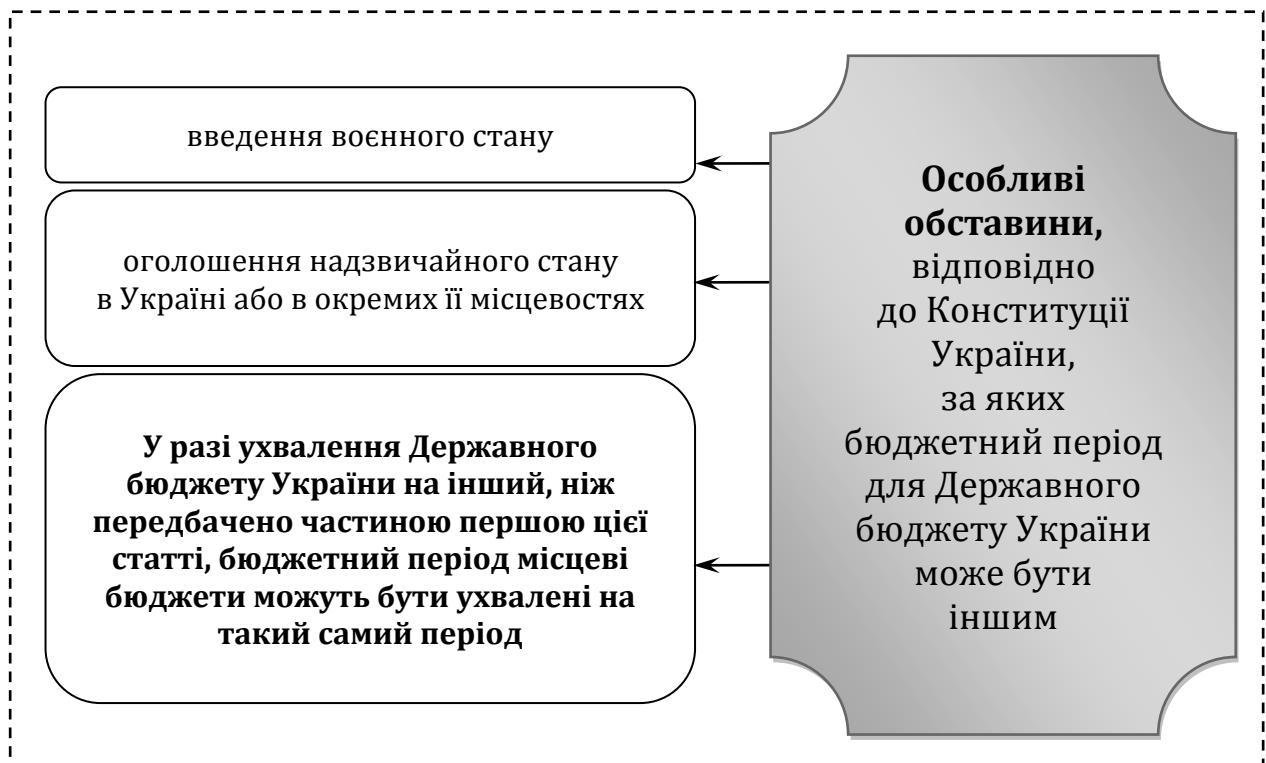 введення воєнного стану
оголошення надзвичайного стану
в Україні або в окремих її місцевостях
У разі ухвалення Державного
бюджету України на інший, ніж
передбачено частиною першою цієї
статті, бюджетний період місцеві
бюджети можуть бути ухвалені на
такий самий період
Особливі
обставини,
відповідно
до Конституції
України,
за яких
бюджетний період
для Державного
бюджету України
може бути
іншим